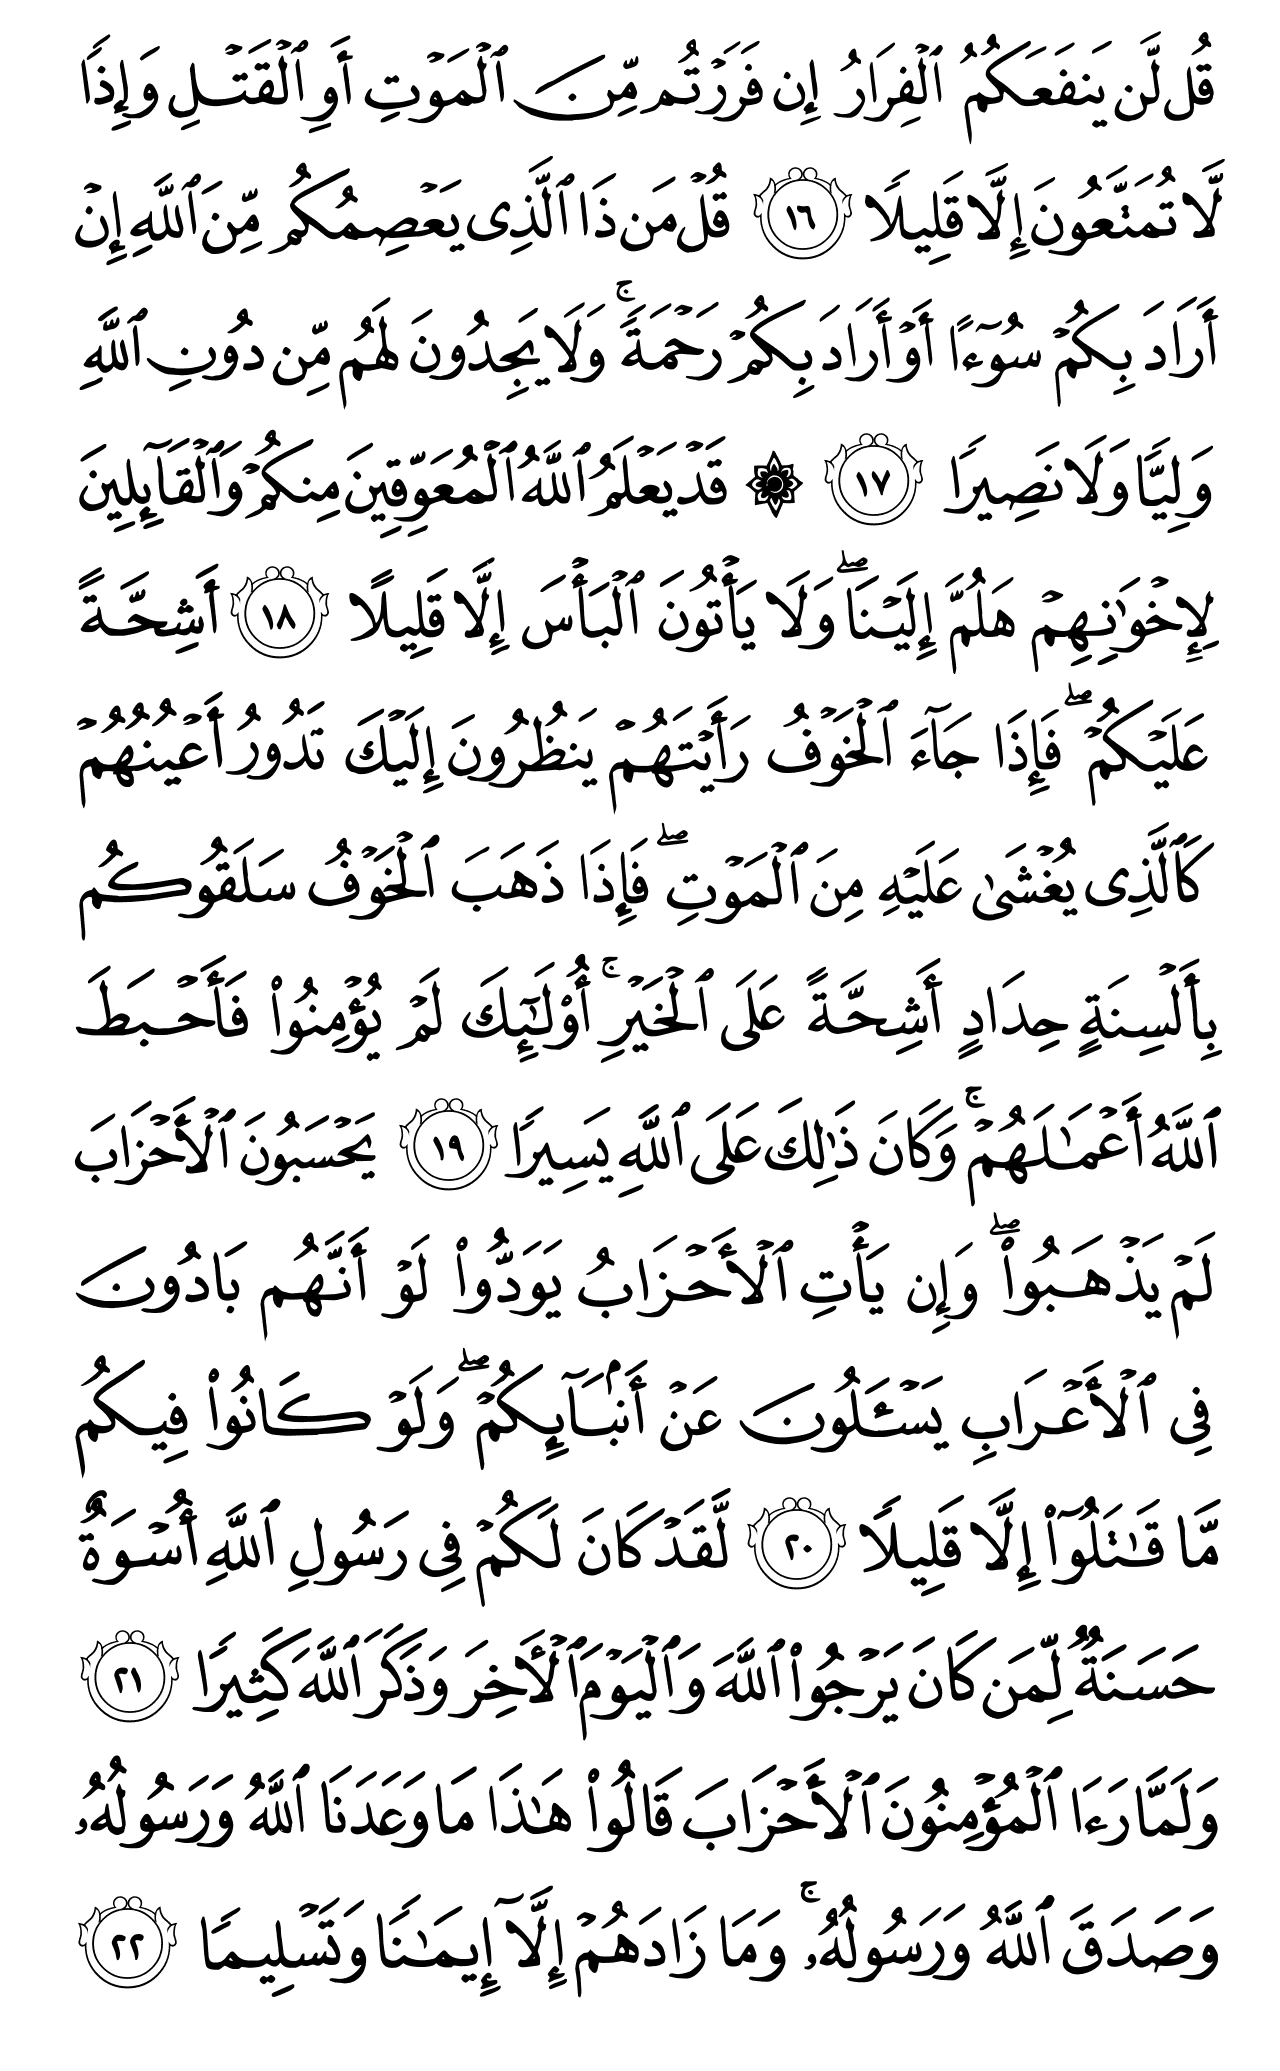 قُل لَّن يَنفَعَكُمُ ٱلْفِرَارُ إِن فَرَرْتُم مِّنَ ٱلْمَوْتِ أَوِ ٱلْقَتْلِ وَإِذًا
لَّا تُمَتَّعُونَ إِلَّا قَلِيلًا ١٦ قُلْ مَن ذَا ٱلَّذِى يَعْصِمُكُم مِّنَ ٱللَّهِ إِنْ
أَرَادَ بِكُمْ سُوٓءًا أَوْ أَرَادَ بِكُمْ رَحْمَةً ۚ وَلَا يَجِدُونَ لَهُم مِّن دُونِ ٱللَّهِ
وَلِيًّا وَلَا نَصِيرًا ١٧ ۞ قَدْ يَعْلَمُ ٱللَّهُ ٱلْمُعَوِّقِينَ مِنكُمْ وَٱلْقَآئِلِينَ
لِإِخْوَٰنِهِمْ هَلُمَّ إِلَيْنَا ۖ وَلَا يَأْتُونَ ٱلْبَأْسَ إِلَّا قَلِيلًا ١٨ أَشِحَّةً
عَلَيْكُمْ ۖ فَإِذَا جَآءَ ٱلْخَوْفُ رَأَيْتَهُمْ يَنظُرُونَ إِلَيْكَ تَدُورُ أَعْيُنُهُمْ
كَٱلَّذِى يُغْشَىٰ عَلَيْهِ مِنَ ٱلْمَوْتِ ۖ فَإِذَا ذَهَبَ ٱلْخَوْفُ سَلَقُوكُم
بِأَلْسِنَةٍ حِدَادٍ أَشِحَّةً عَلَى ٱلْخَيْرِ ۚ أُو۟لَٰٓئِكَ لَمْ يُؤْمِنُوا۟ فَأَحْبَطَ
ٱللَّهُ أَعْمَٰلَهُمْ ۚ وَكَانَ ذَٰلِكَ عَلَى ٱللَّهِ يَسِيرًا ١٩ يَحْسَبُونَ ٱلْأَحْزَابَ
لَمْ يَذْهَبُوا۟ ۖ وَإِن يَأْتِ ٱلْأَحْزَابُ يَوَدُّوا۟ لَوْ أَنَّهُم بَادُونَ
فِى ٱلْأَعْرَابِ يَسْـَٔلُونَ عَنْ أَنۢبَآئِكُمْ ۖ وَلَوْ كَانُوا۟ فِيكُم
مَّا قَٰتَلُوٓا۟ إِلَّا قَلِيلًا ٢٠ لَّقَدْ كَانَ لَكُمْ فِى رَسُولِ ٱللَّهِ أُسْوَةٌ
حَسَنَةٌ لِّمَن كَانَ يَرْجُوا۟ ٱللَّهَ وَٱلْيَوْمَ ٱلْـَٔاخِرَ وَذَكَرَ ٱللَّهَ كَثِيرًا ٢١
وَلَمَّا رَءَا ٱلْمُؤْمِنُونَ ٱلْأَحْزَابَ قَالُوا۟ هَٰذَا مَا وَعَدَنَا ٱللَّهُ وَرَسُولُهُۥ
وَصَدَقَ ٱللَّهُ وَرَسُولُهُۥ ۚ وَمَا زَادَهُمْ إِلَّآ إِيمَٰنًا وَتَسْلِيمًا ٢٢